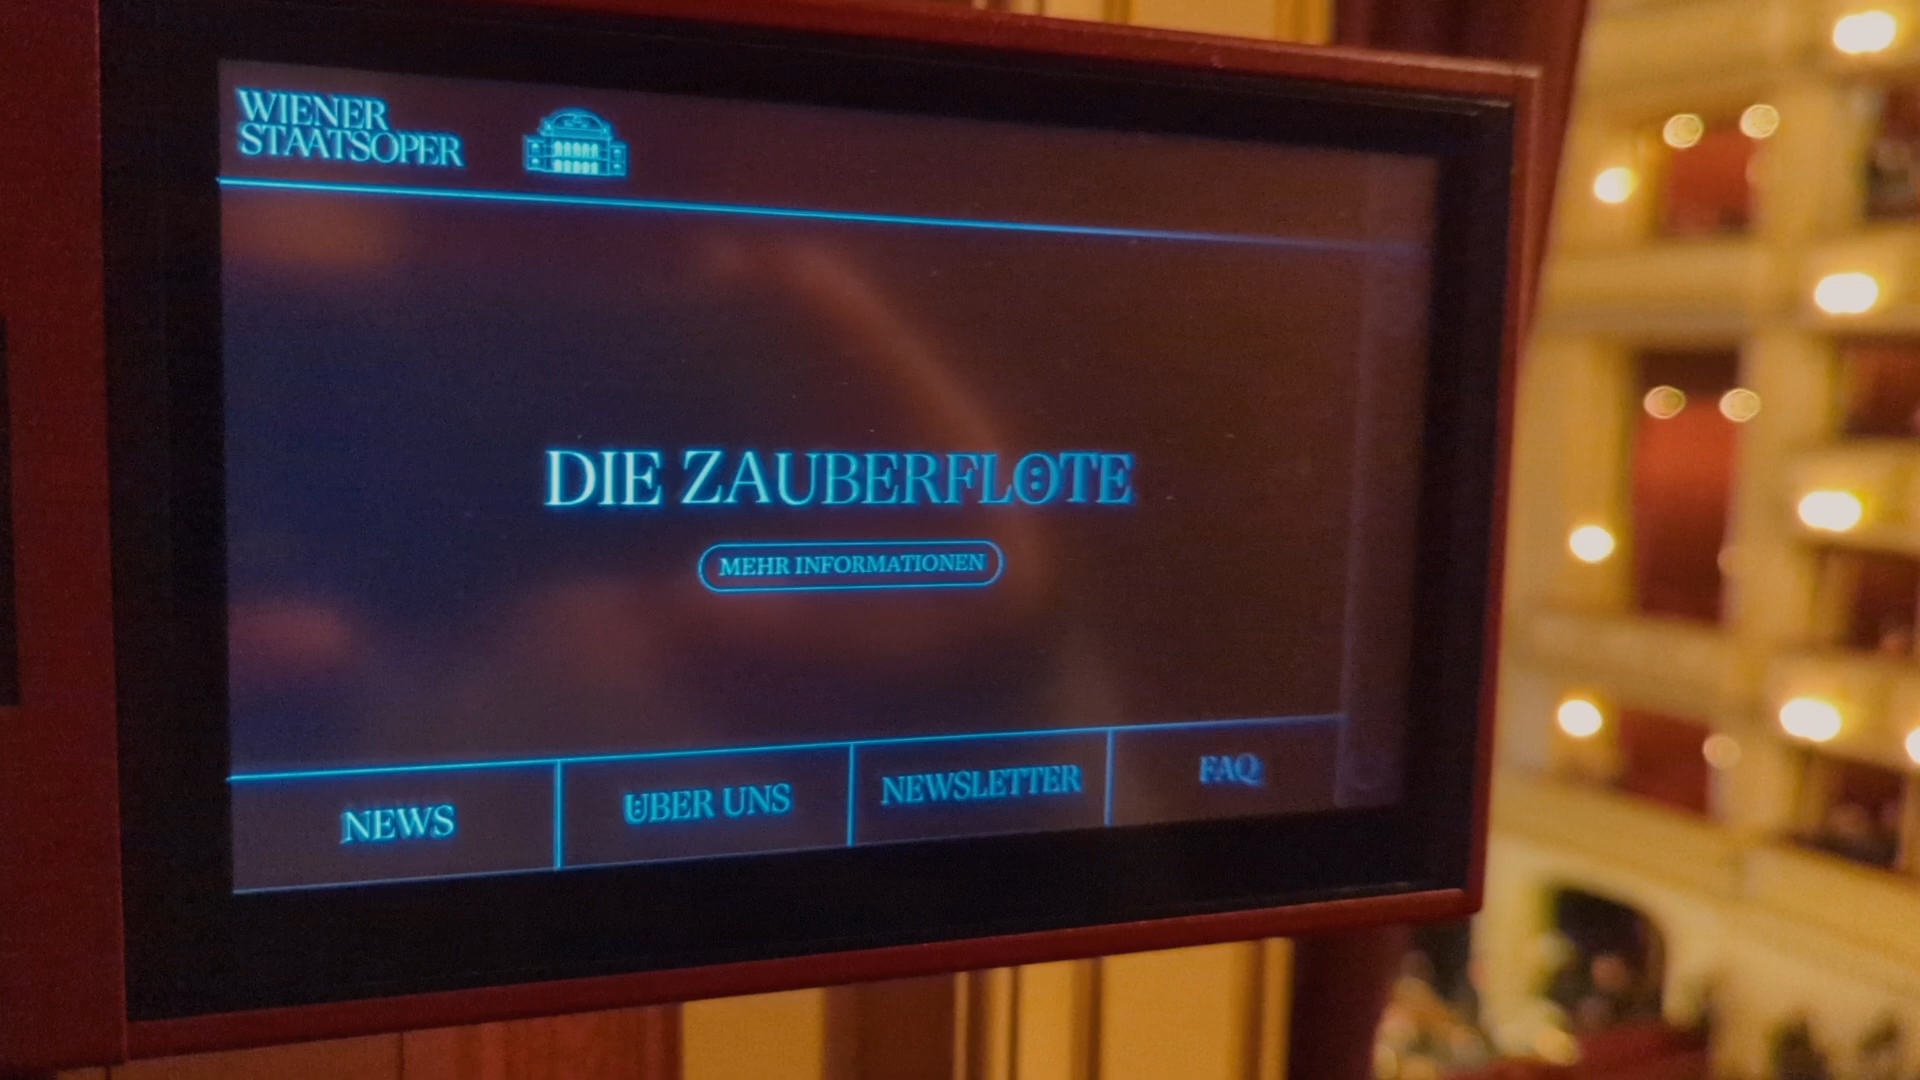 WIENER
STAATSOPER
DIE ZAUBERFLÖTE
MEHR INFORMATIONEN
NEWS
ÜBER UNS
NEWSLETTER
FAQ